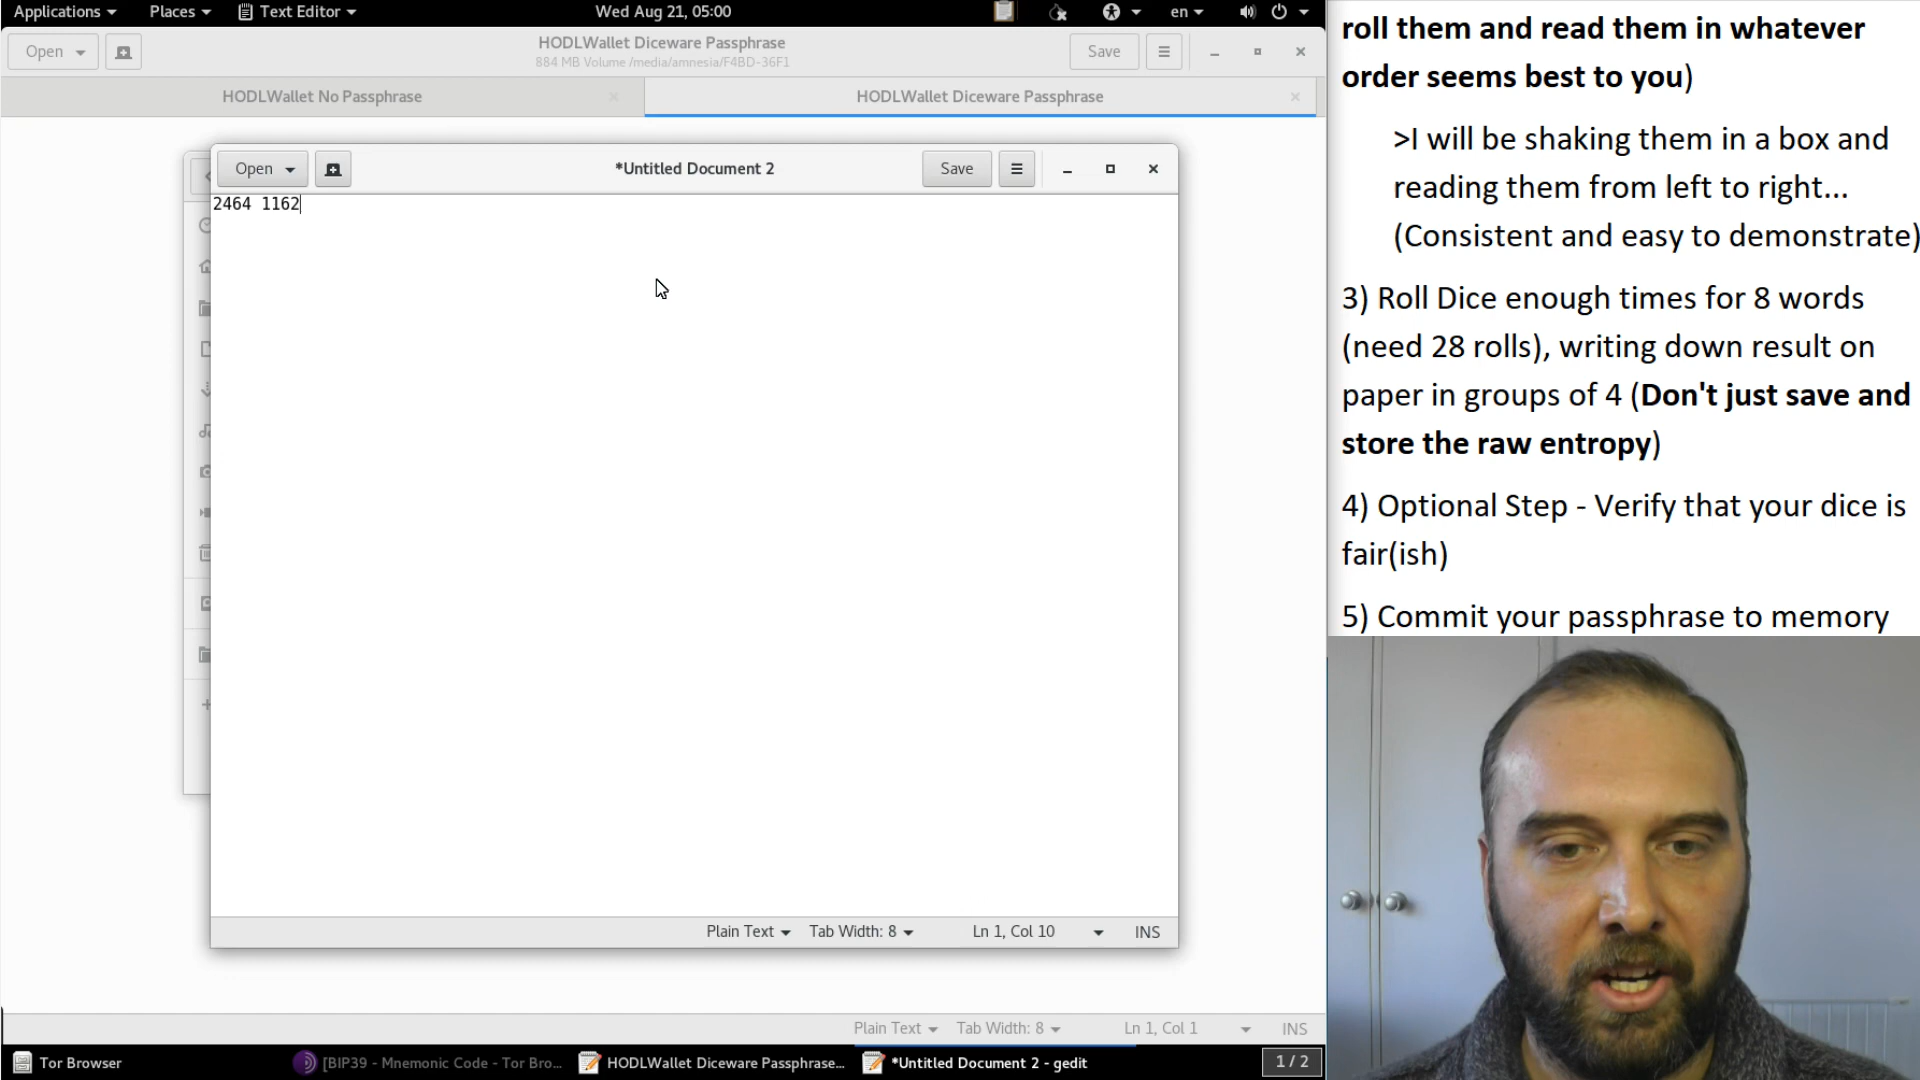 Applications Places Text Editor Wed Aug 21, 05:00 en
Open HODLWallet Diceware Passphrase Save
884 MB Volume /media/amnesia/F4BD-36F1
HODLWallet No Passphrase HODLWallet Diceware Passphrase
Open *Untitled Document 2 Save
2464 1162
Plain Text Tab Width: 8 Ln 1, Col 10 INS
Plain Text Tab Width: 8 Ln 1, Col 1 INS
Tor Browser [BIP39 - Mnemonic Code - Tor Bro... HODLWallet Diceware Passphrase... *Untitled Document 2 - gedit 1 / 2
roll them and read them in whatever
order seems best to you)
>I will be shaking them in a box and
reading them from left to right...
(Consistent and easy to demonstrate)
3) Roll Dice enough times for 8 words
(need 28 rolls), writing down result on
paper in groups of 4 (Don't just save and
store the raw entropy)
4) Optional Step - Verify that your dice is
fair(ish)
5) Commit your passphrase to memory